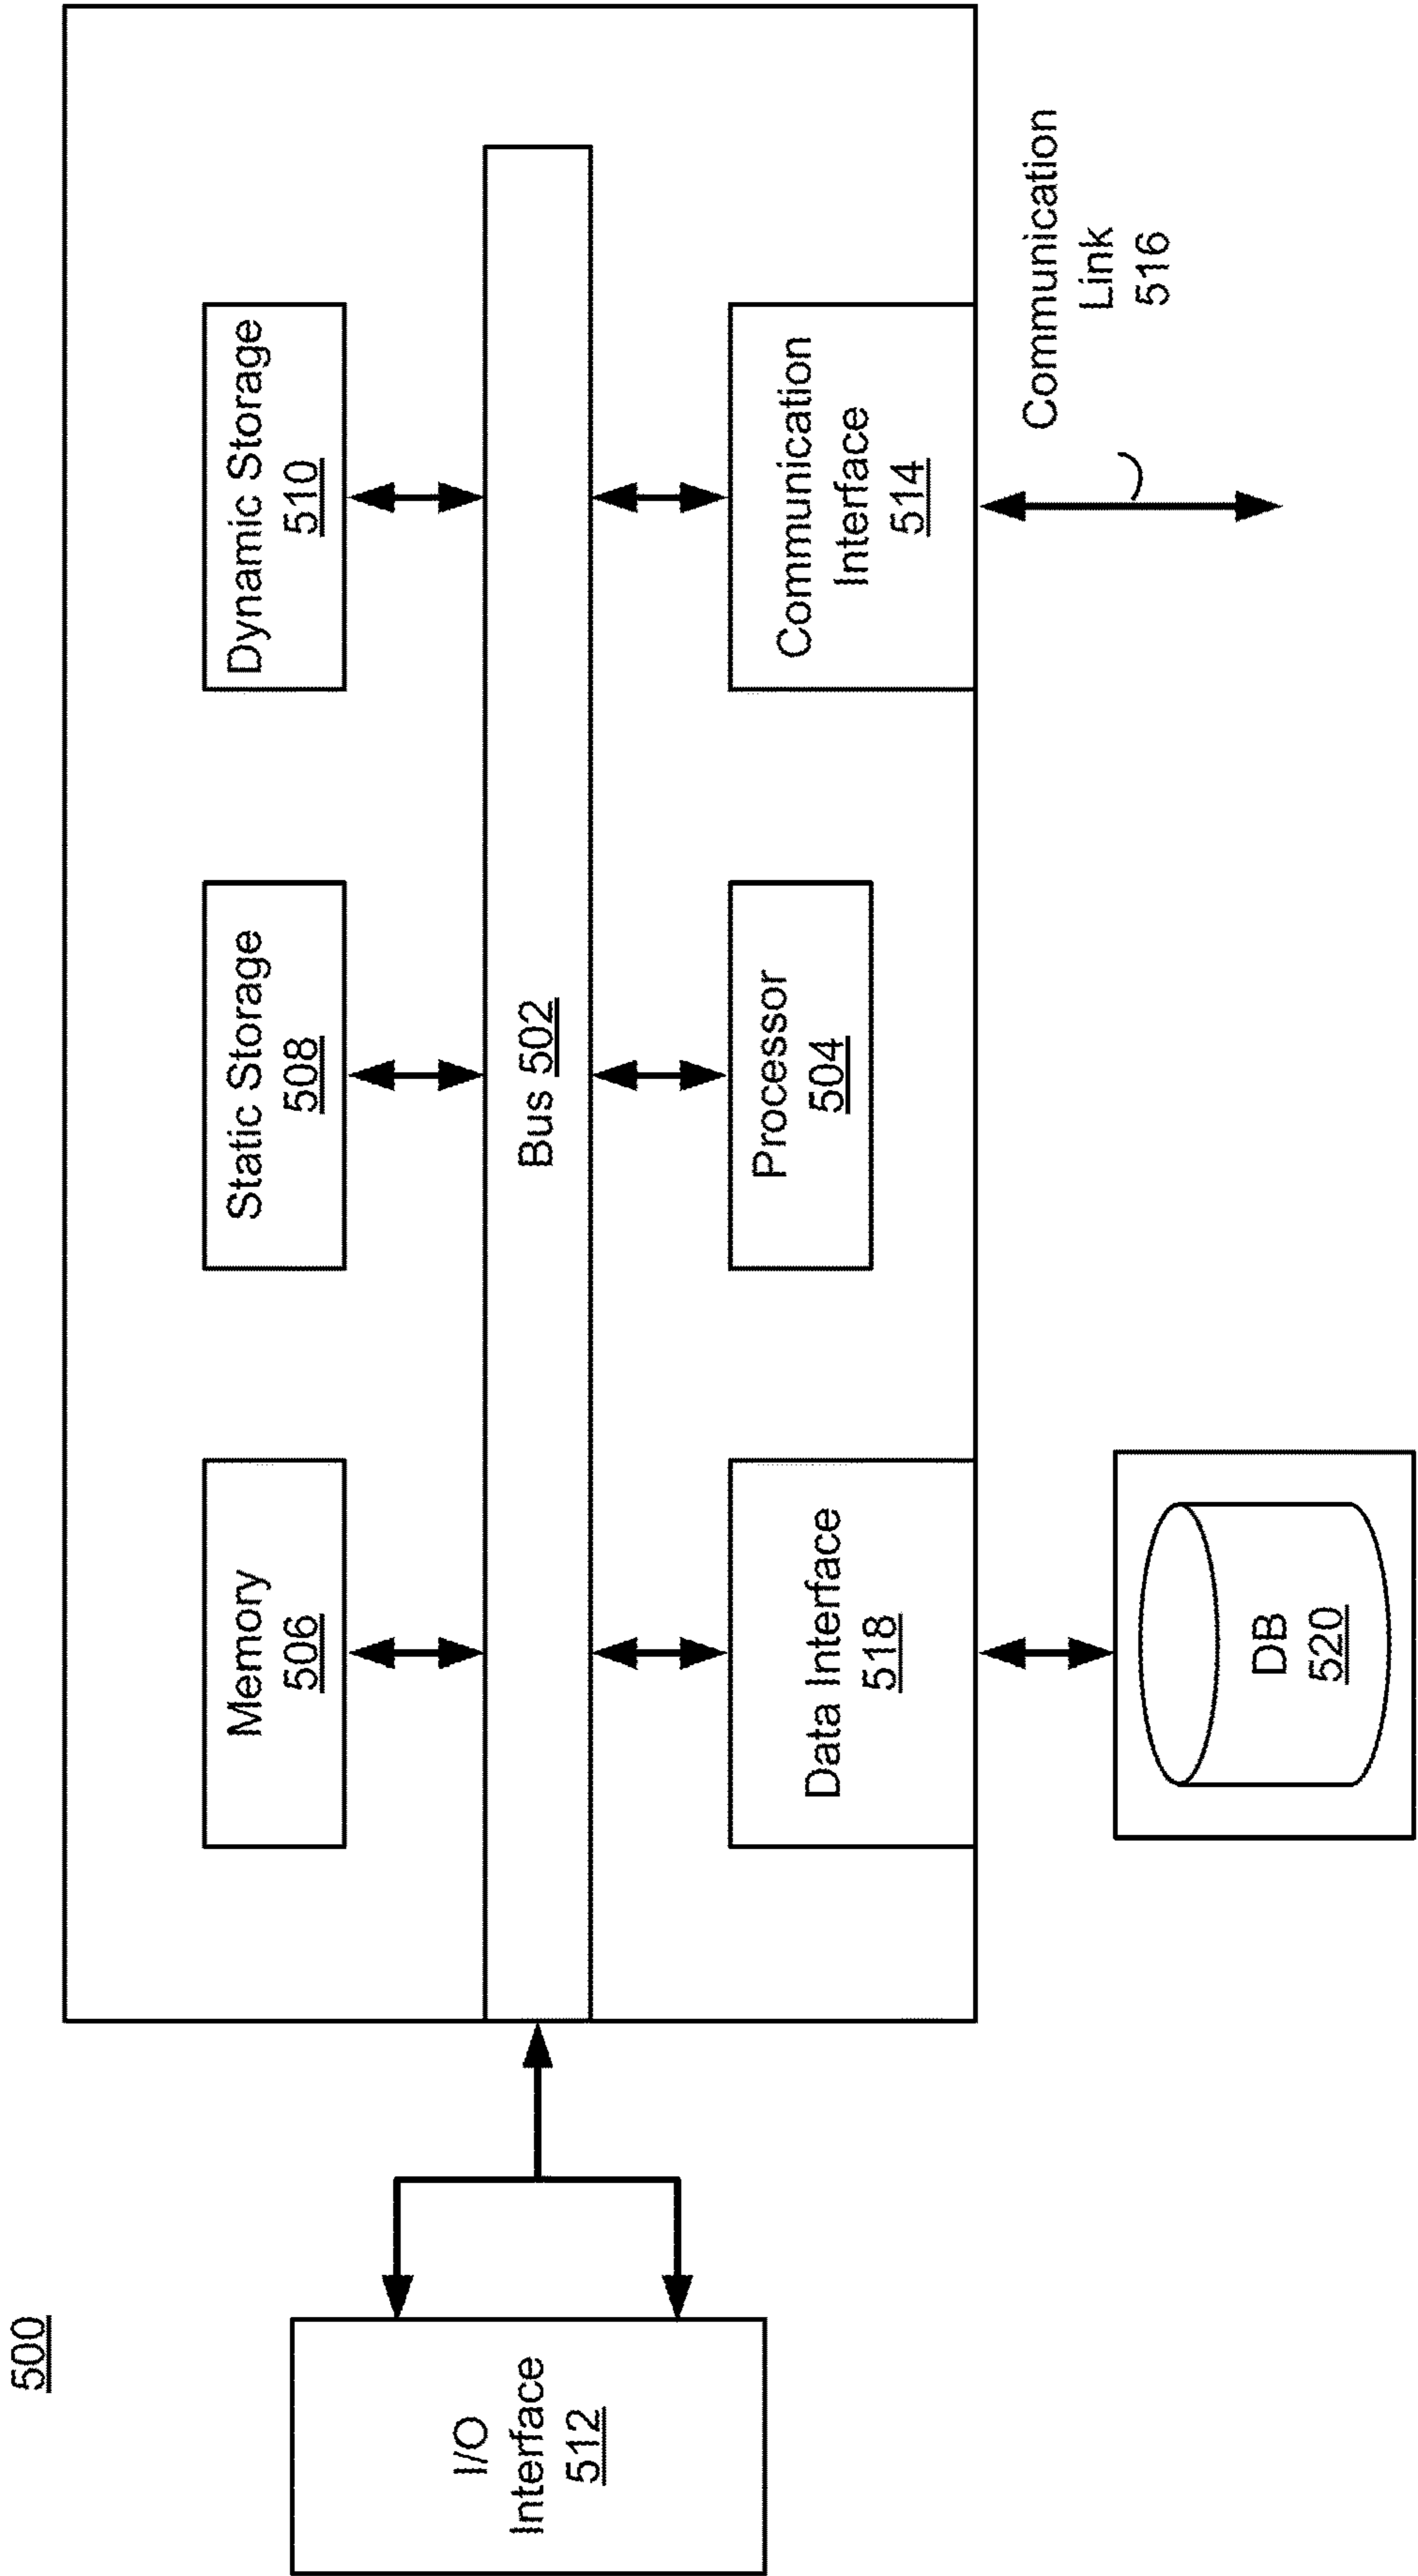 500
Memory
506
Static Storage
508
Dynamic Storage
510
I/O
Interface
512
Bus 502
Data Interface
518
Processor
504
Communication
Interface
514
DB
520
Communication
Link
516